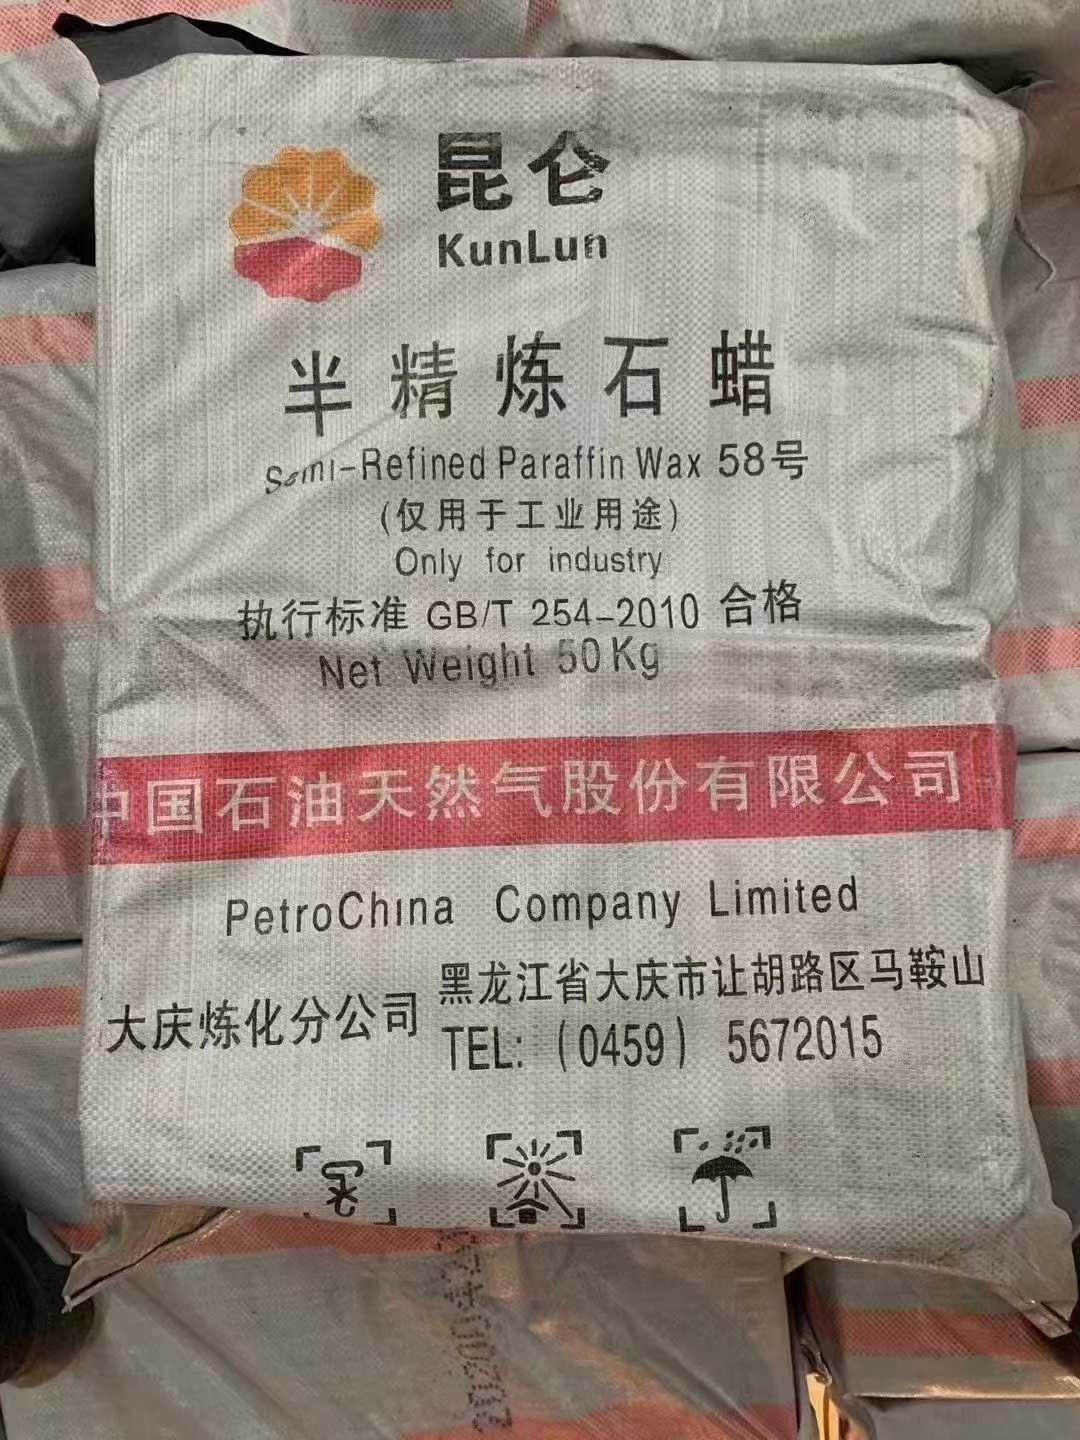 昆仑
KunLun
半精炼石蜡
Semi-Refined Paraffin Wax 58号
(仅用于工业用途)
Only for industry
执行标准 GB/T 254-2010 合格
Net Weight 50Kg
中国石油天然气股份有限公司
PetroChina Company Limited
大庆炼化分公司
黑龙江省大庆市让胡路区马鞍山
TEL: (0459) 5672015